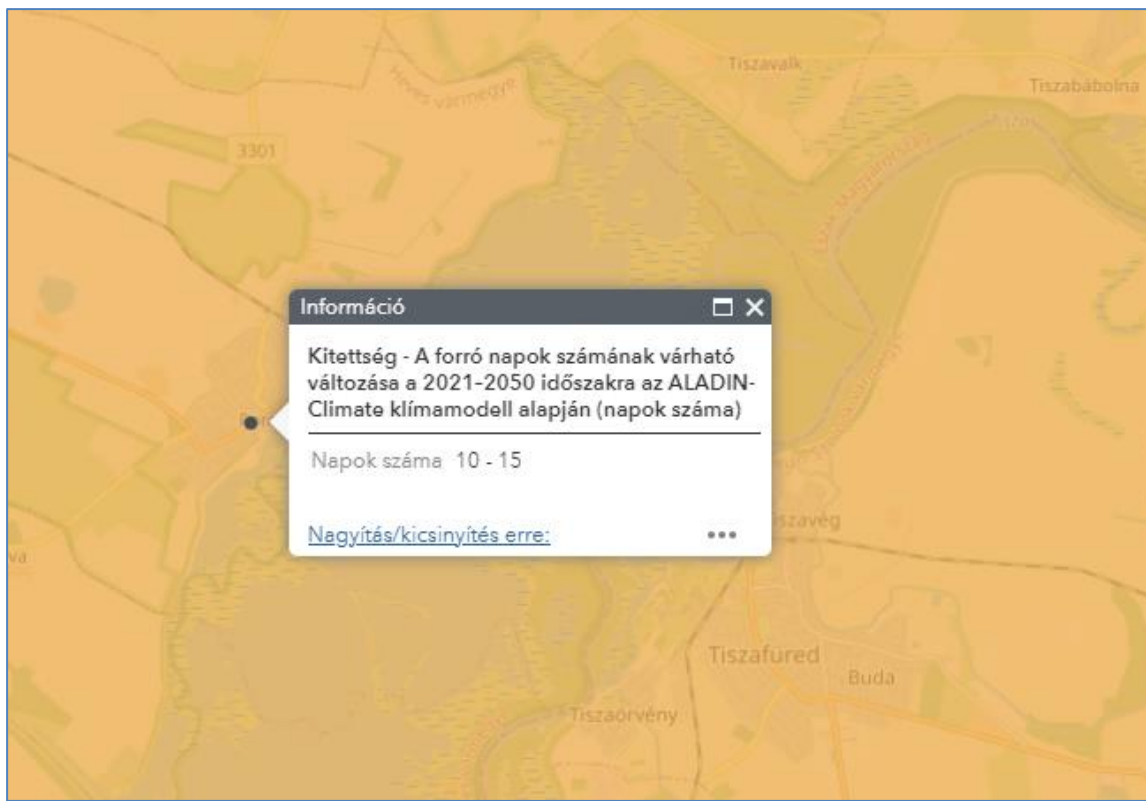 Tiszavalk
Tiszabábolna
Heves vármegye
3301
Információ
Kitettség - A forró napok számának várható
változása a 2021-2050 időszakra az ALADIN-
Climate klímamodell alapján (napok száma)
Napok száma 10 - 15
Nagyítás/kicsinyítés erre:
Tiszafüred
Buda
Tiszaörvény